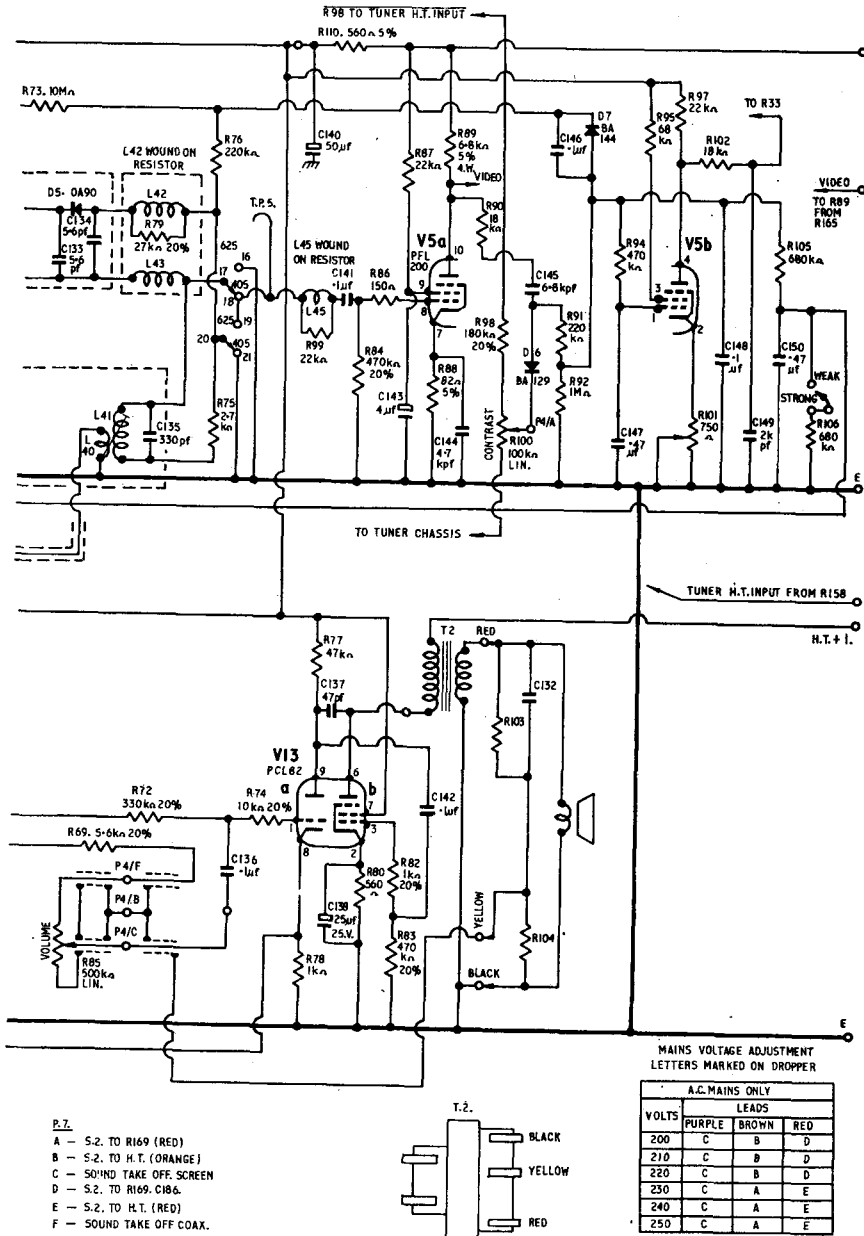 R98 TO TUNER H.T. INPUT
R110. 560Ω 5%
R73. 10MΩ
R76
220kΩ
L42 WOUND ON
RESISTOR
C140
50μf
R87
22kΩ
R89
6·8kΩ
5%
4.W.
VIDEO
R90
18
kΩ
C146
·1μf
D7
BA
144
R95
68
kΩ
R97
22kΩ
R102
18kΩ
TO R33
VIDEO
TO R89
FROM
R165
D5. OA90
C134
5·6pf
C133
5·6
pf
L42
R79
27kΩ 20%
L43
T.P.5.
625
16
17
405
18
625
19
20
405
21
L45 WOUND
ON RESISTOR
L45
R99
22kΩ
C141
·1μf
R86
150Ω
V5a
PFL
200
10
9
8
7
R84
470kΩ
20%
C143
4μf
R88
82Ω
5%
C144
4·7
kpf
R98
180kΩ
20%
CONTRAST
R100
100kΩ
LIN.
P4/A
C145
6·8kpf
D16
BA 129
R91
220
kΩ
R92
1MΩ
R94
470
kΩ
V5b
4
3
1
2
C147
·47
μf
R101
750
Ω
C148
·1
μf
C149
2k
pf
R105
680kΩ
C150
·47
μf
WEAK
STRONG
R106
680
kΩ
L41
L
40
C135
330pf
R75
2·7
kΩ
E
TO TUNER CHASSIS
TUNER H.T. INPUT FROM R158
H.T.+ 1.
R77
47kΩ
C137
47pf
T2
RED
C132
R103
V13
PCL82
a
b
9
6
7
3
1
8
2
R72
330kΩ 20%
R74
10kΩ 20%
R69. 5·6kΩ 20%
C136
·1μf
P4/F
P4/B
P4/C
VOLUME
R85
500kΩ
LIN.
C138
125μf
25.V.
R80
560
Ω
R82
1kΩ
20%
C142
·1μf
R78
1kΩ
R83
470
kΩ
20%
YELLOW
R104
BLACK
E
MAINS VOLTAGE ADJUSTMENT
LETTERS MARKED ON DROPPER
A.C. MAINS ONLY
VOLTS LEADS
PURPLE BROWN RED
200 C B D
210 C B D
220 C B D
230 C A E
240 C A E
250 C A E
P.7.
A — S.2. TO R169 (RED)
B — S.2. TO H.T. (ORANGE)
C — SOUND TAKE OFF SCREEN
D — S.2. TO R169. C186.
E — S.2. TO H.T. (RED)
F — SOUND TAKE OFF COAX.
T.2.
BLACK
YELLOW
RED